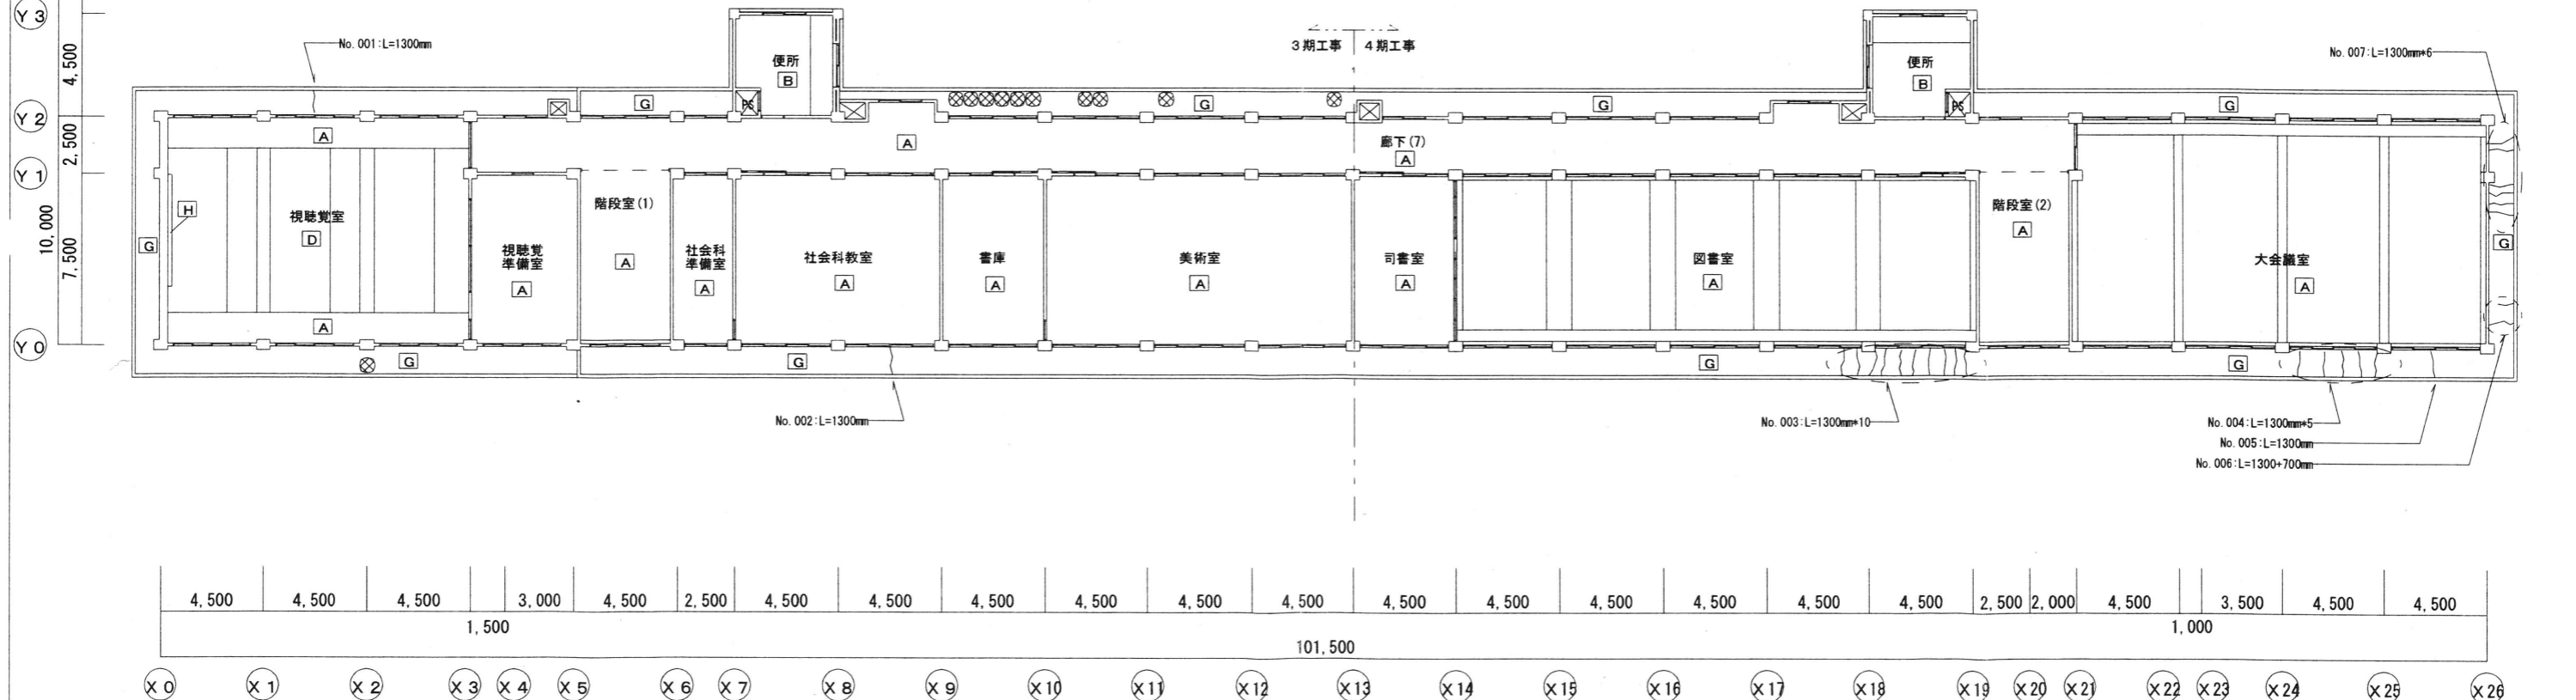 Y3
4,500
No.001:L=1300mm
便所
B
3期工事
4期工事
便所
B
No.007:L=1300mm*6
G
PS
G
G
PS
G
Y2
2,500
A
A
廊下(7)
A
Y1
10,000
7,500
H
G
視聴覚室
D
視聴覚
準備室
A
階段室(1)
A
社会科
準備室
A
社会科教室
A
書庫
A
美術室
A
司書室
A
図書室
A
階段室(2)
A
大会議室
A
G
A
Y0
G
G
G
G
No.002:L=1300mm
No.003:L=1300mm*10
No.004:L=1300mm*5
No.005:L=1300mm
No.006:L=1300+700mm
4,500 4,500 4,500 3,000 4,500 2,500 4,500 4,500 4,500 4,500 4,500 4,500 4,500 4,500 4,500 4,500 4,500 4,500 2,500 2,000 4,500 3,500 4,500 4,500
1,500
1,000
101,500
X0 X1 X2 X3 X4 X5 X6 X7 X8 X9 X10 X11 X12 X13 X14 X15 X16 X17 X18 X19 X20 X21 X22 X23 X24 X25 X26